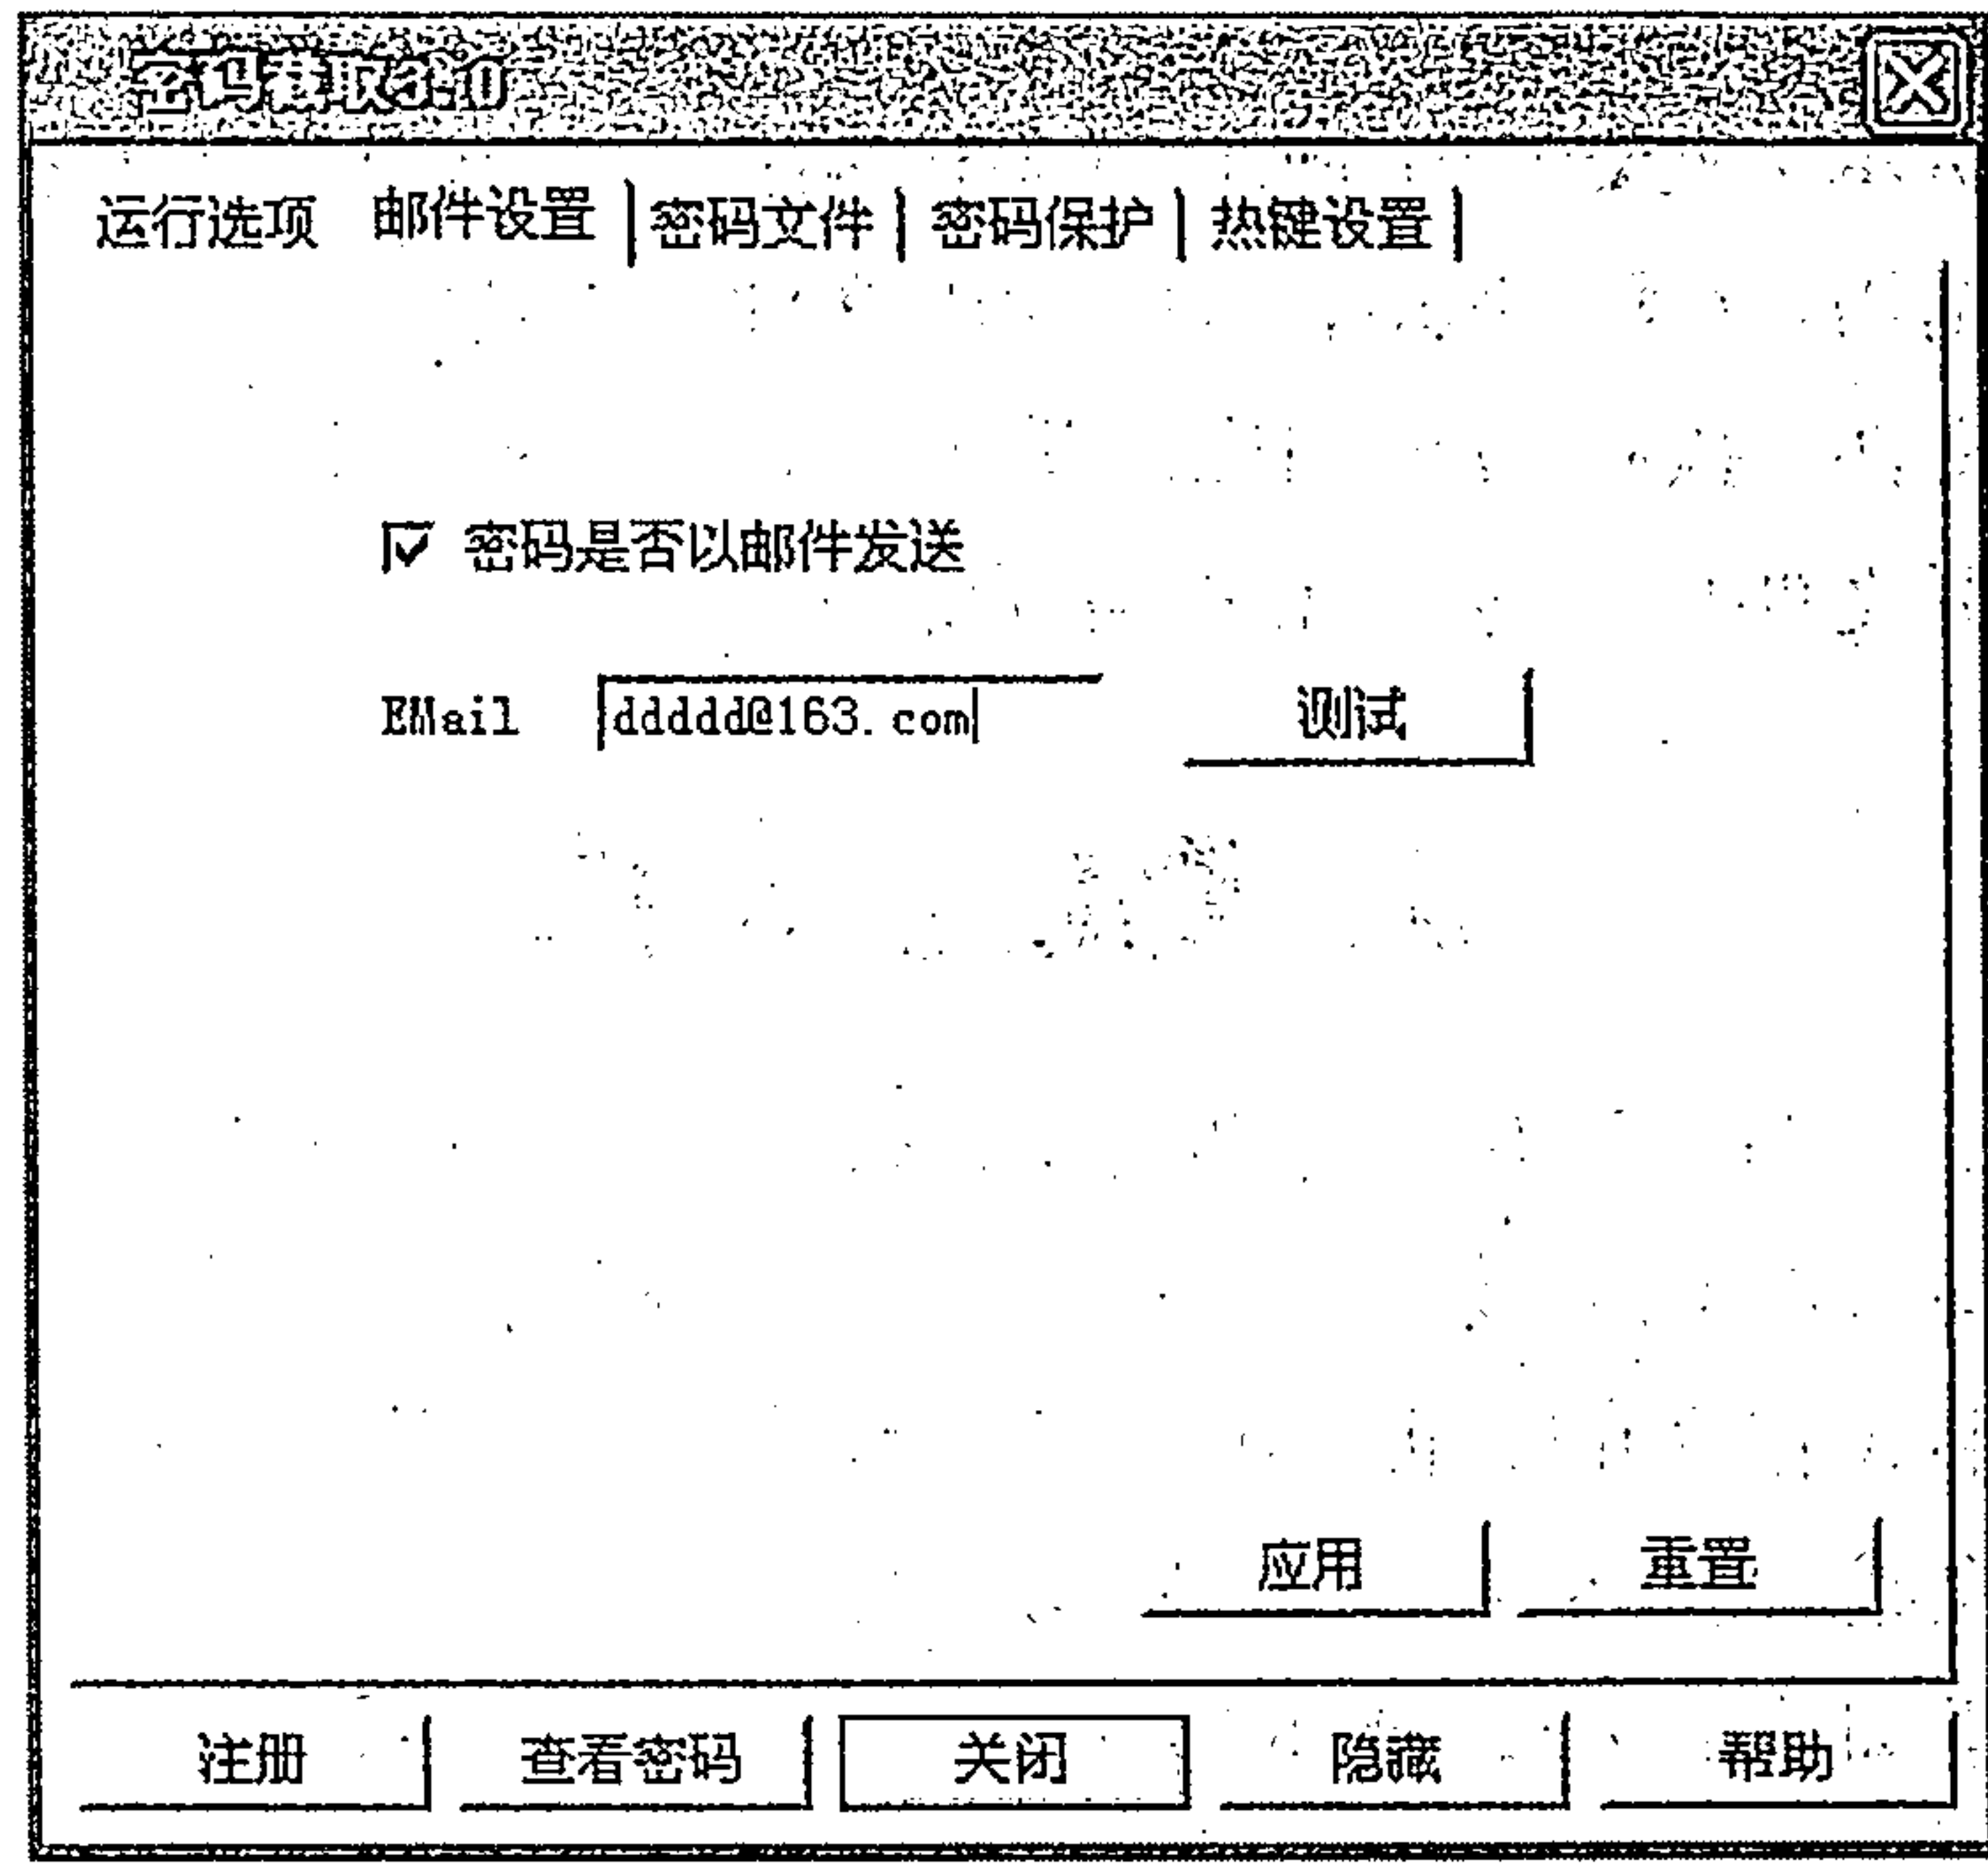 密码截取3.0
运行选项 邮件设置 密码文件 密码保护 热键设置
密码是否以邮件发送
EMail ddddd@163.com 测试
应用 重置
注册 查看密码 关闭 隐藏 帮助